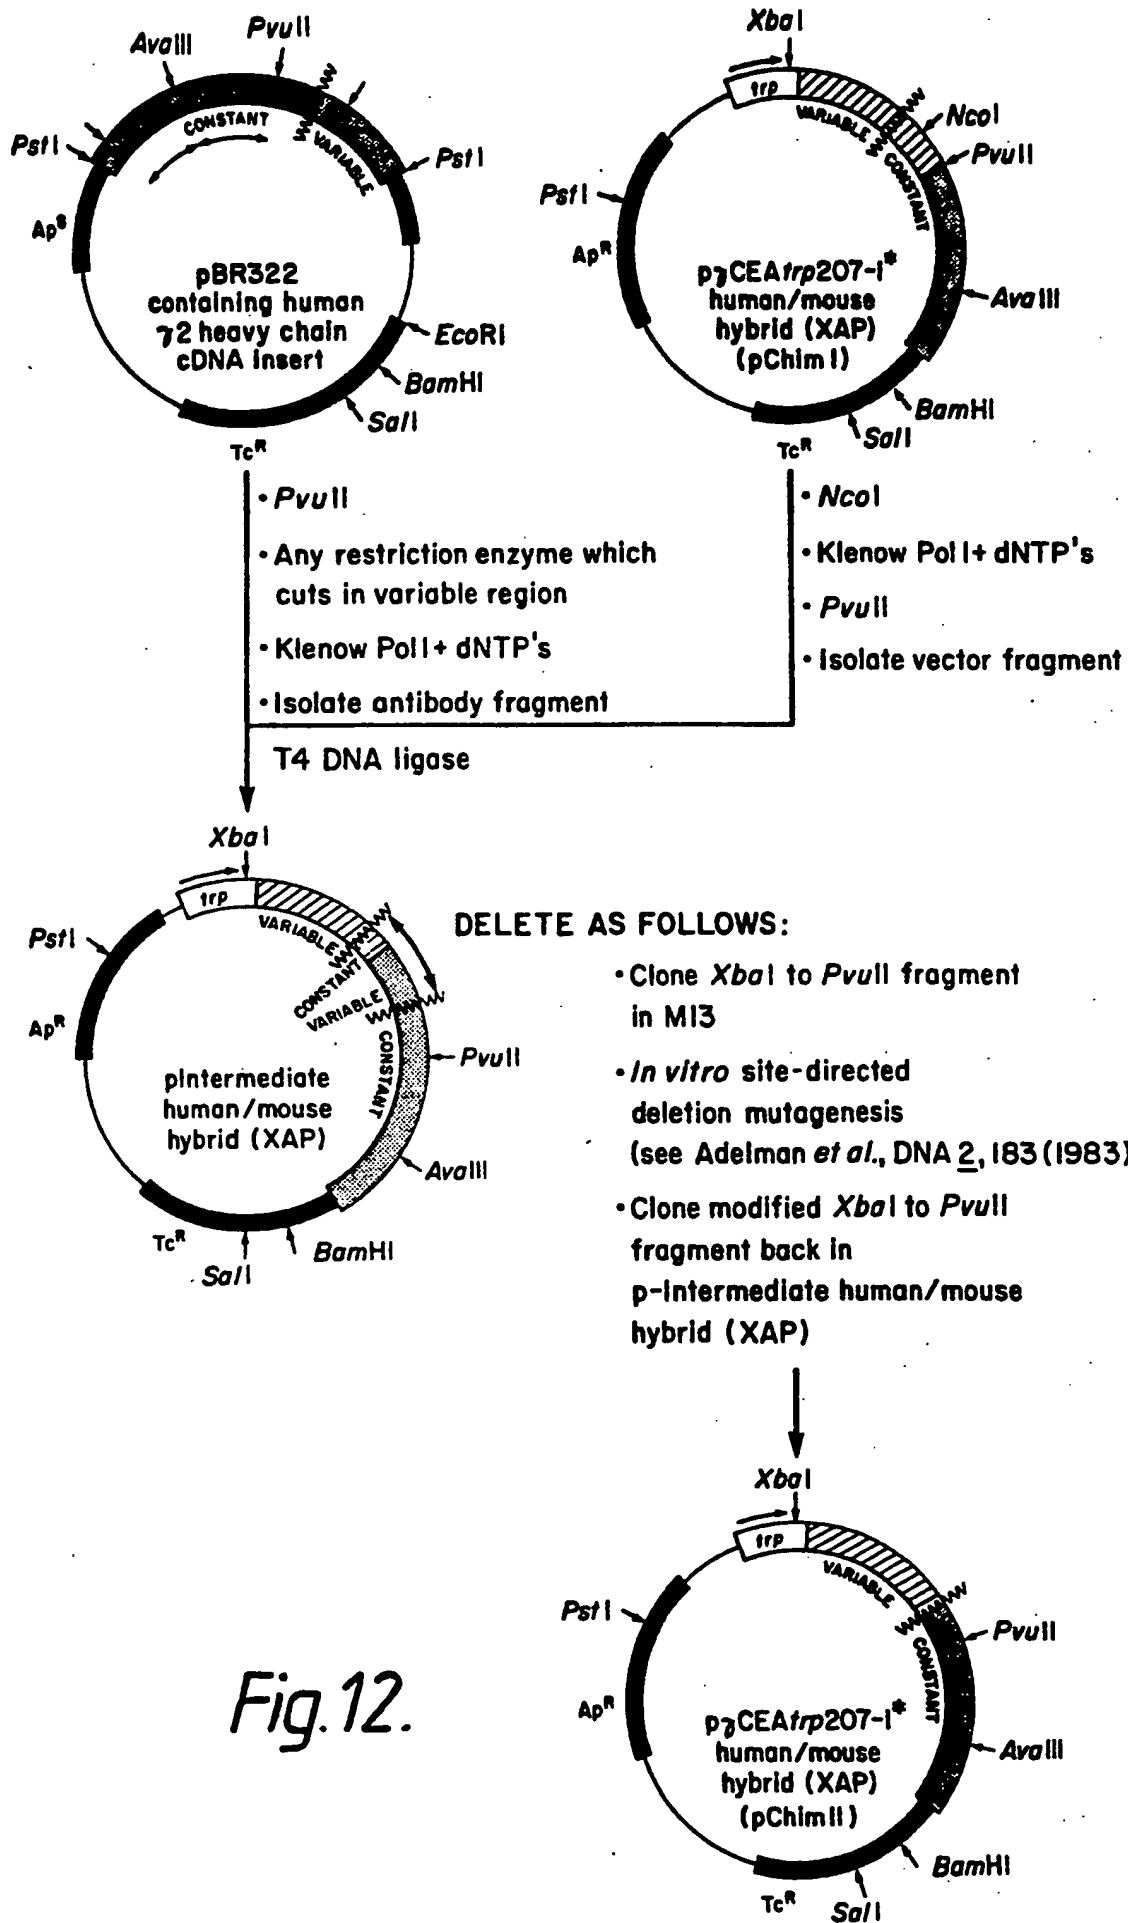 AvaIII
PvuII
PstI
PstI
CONSTANT
VARIABLE
Ap^S
pBR322
containing human
γ2 heavy chain
cDNA insert
EcoRI
BamHI
SalI
Tc^R
XbaI
trp
VARIABLE
CONSTANT
NcoI
PvuII
PstI
Ap^R
pγCEAtrp207-1*
human/mouse
hybrid (XAP)
(pChim I)
AvaIII
BamHI
SalI
Tc^R
• PvuII
• Any restriction enzyme which
cuts in variable region
• Klenow Pol I + dNTP's
• Isolate antibody fragment
• NcoI
• Klenow Pol I + dNTP's
• PvuII
• Isolate vector fragment
T4 DNA ligase
XbaI
trp
VARIABLE
CONSTANT
VARIABLE
CONSTANT
PstI
Ap^R
pIntermediate
human/mouse
hybrid (XAP)
PvuII
AvaIII
BamHI
SalI
Tc^R
DELETE AS FOLLOWS:
• Clone XbaI to PvuII fragment
in M13
• In vitro site-directed
deletion mutagenesis
(see Adelman et al., DNA 2, 183 (1983)
• Clone modified XbaI to PvuII
fragment back in
p-Intermediate human/mouse
hybrid (XAP)
XbaI
trp
VARIABLE
CONSTANT
PstI
PvuII
Ap^R
pγCEAtrp207-1*
human/mouse
hybrid (XAP)
(pChim II)
AvaIII
BamHI
SalI
Tc^R
Fig.12.